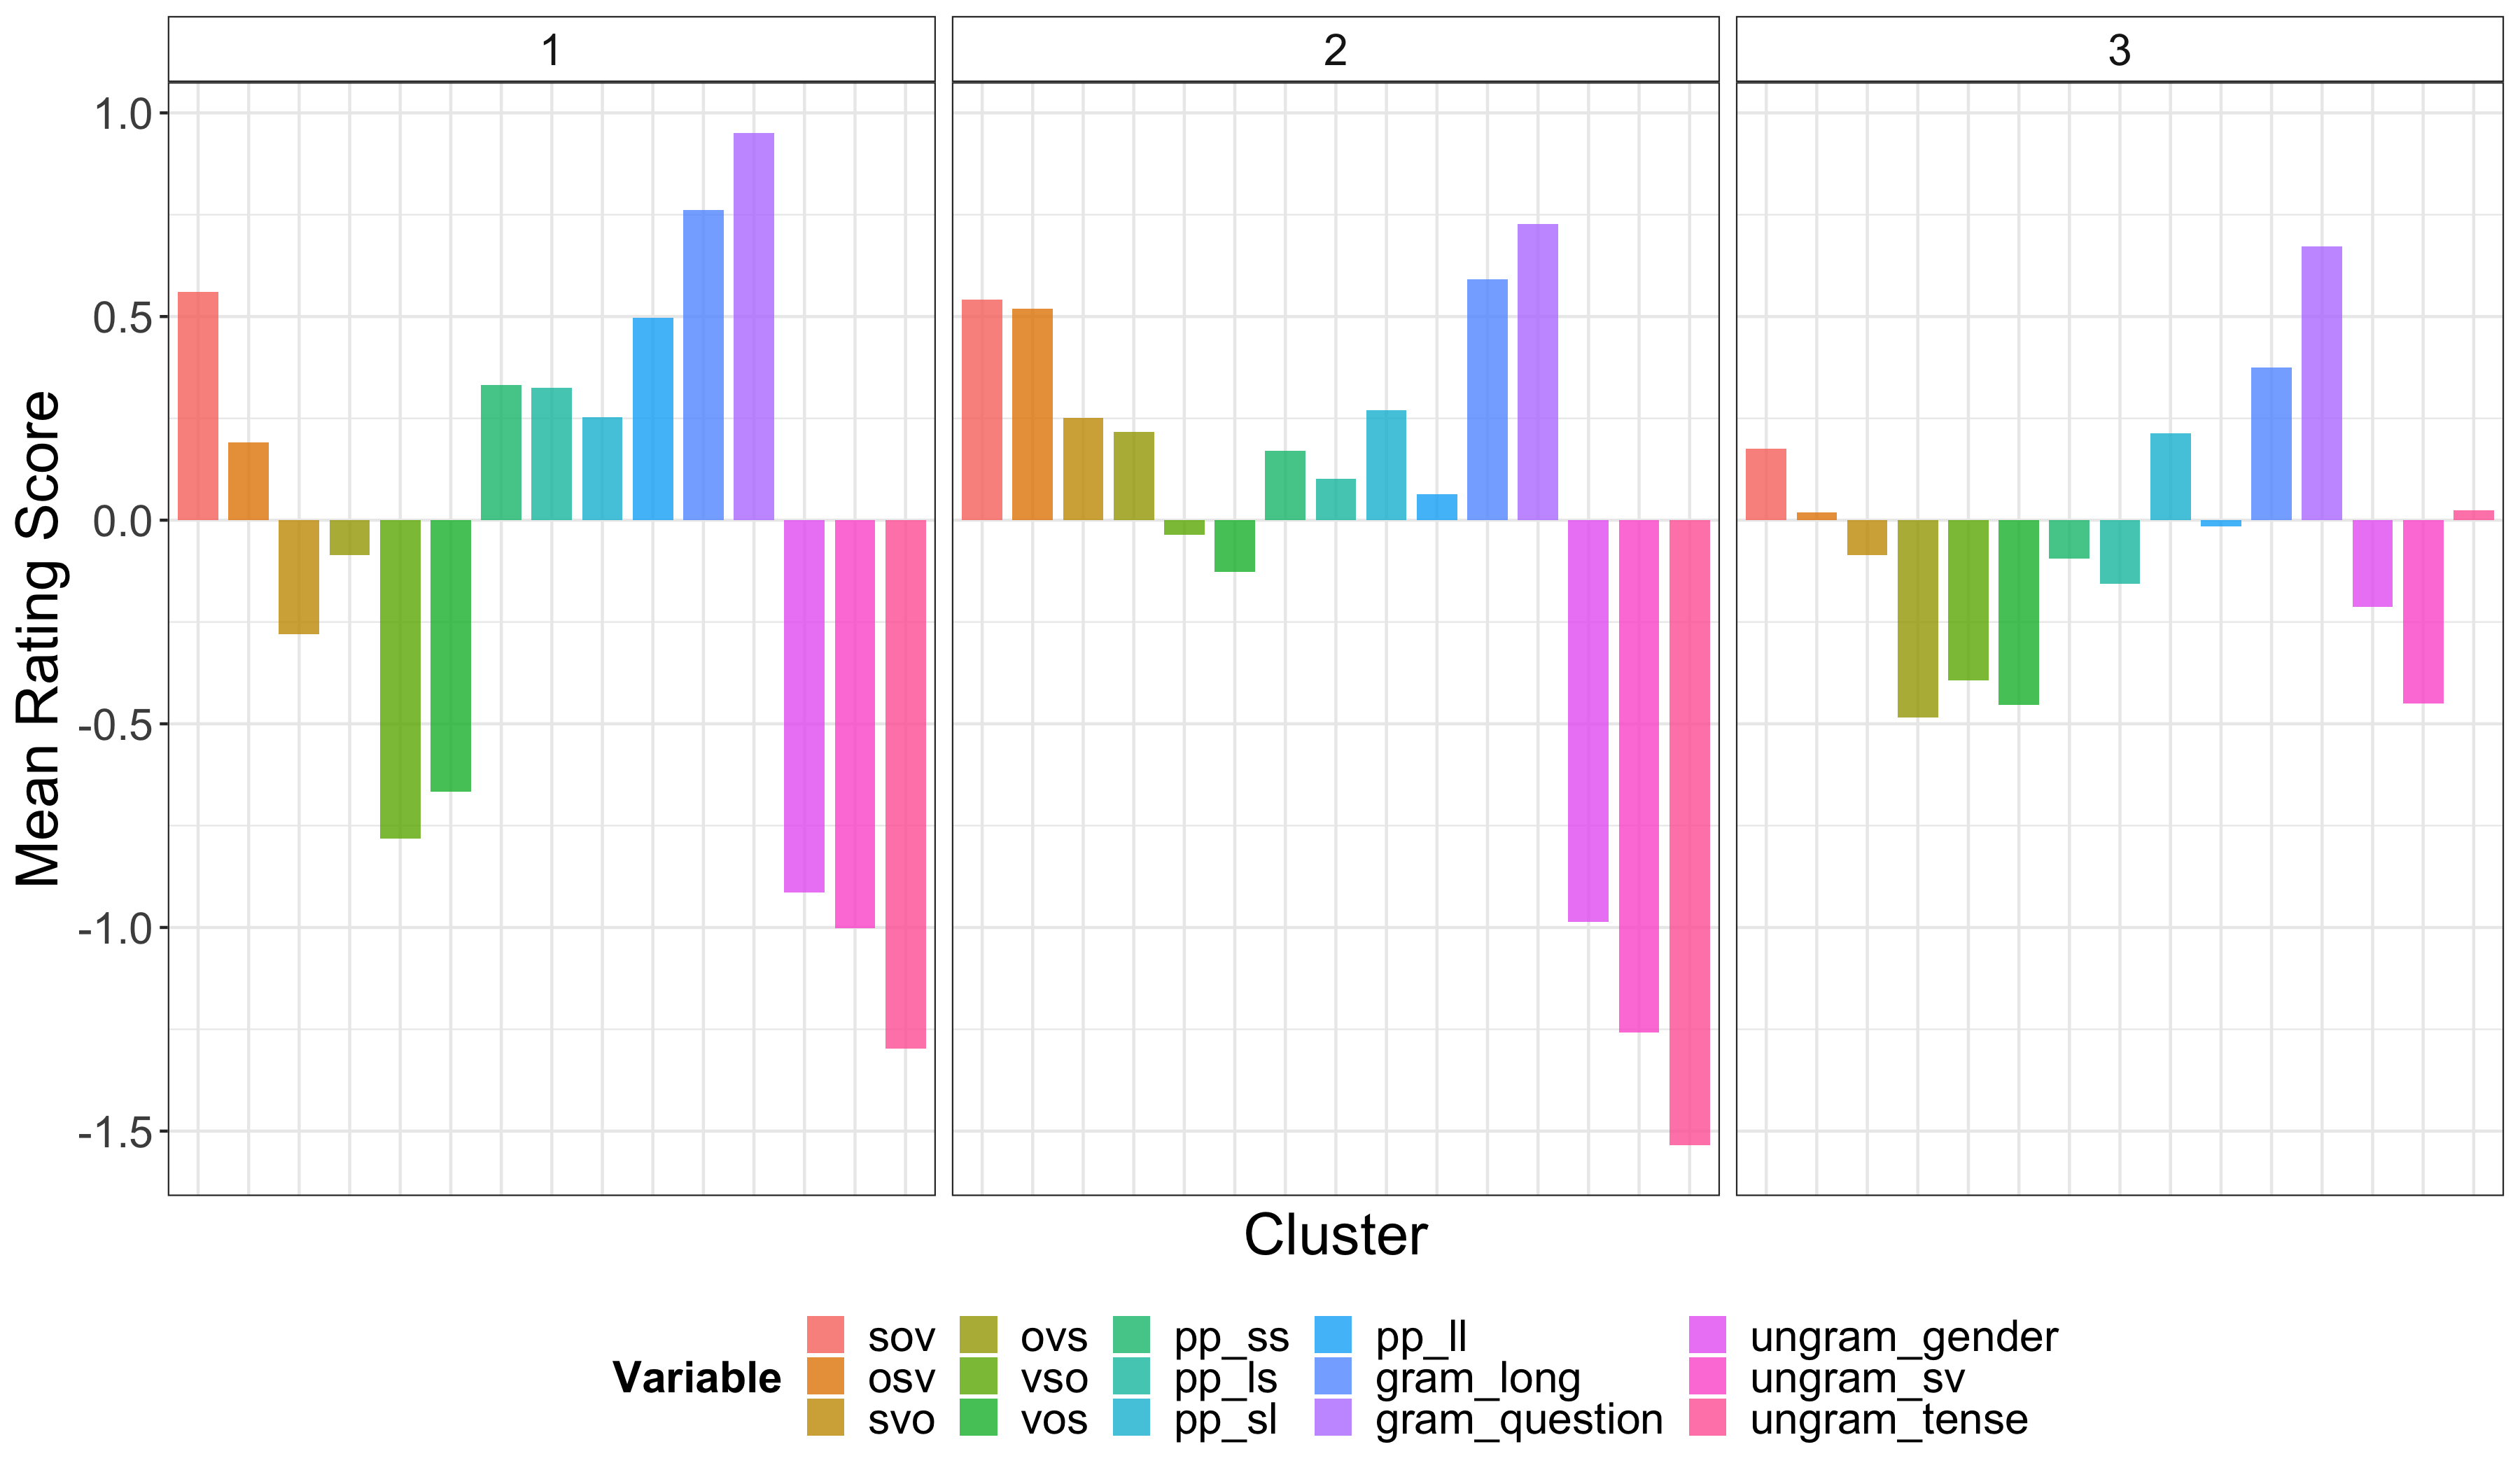 1 2 3
1.0
0.5
0.0
-0.5
-1.0
-1.5
Mean Rating Score
Cluster
Variable
sov ovs pp_ss pp_ll ungram_gender
osv vso pp_ls gram_long ungram_sv
svo vos pp_sl gram_question ungram_tense